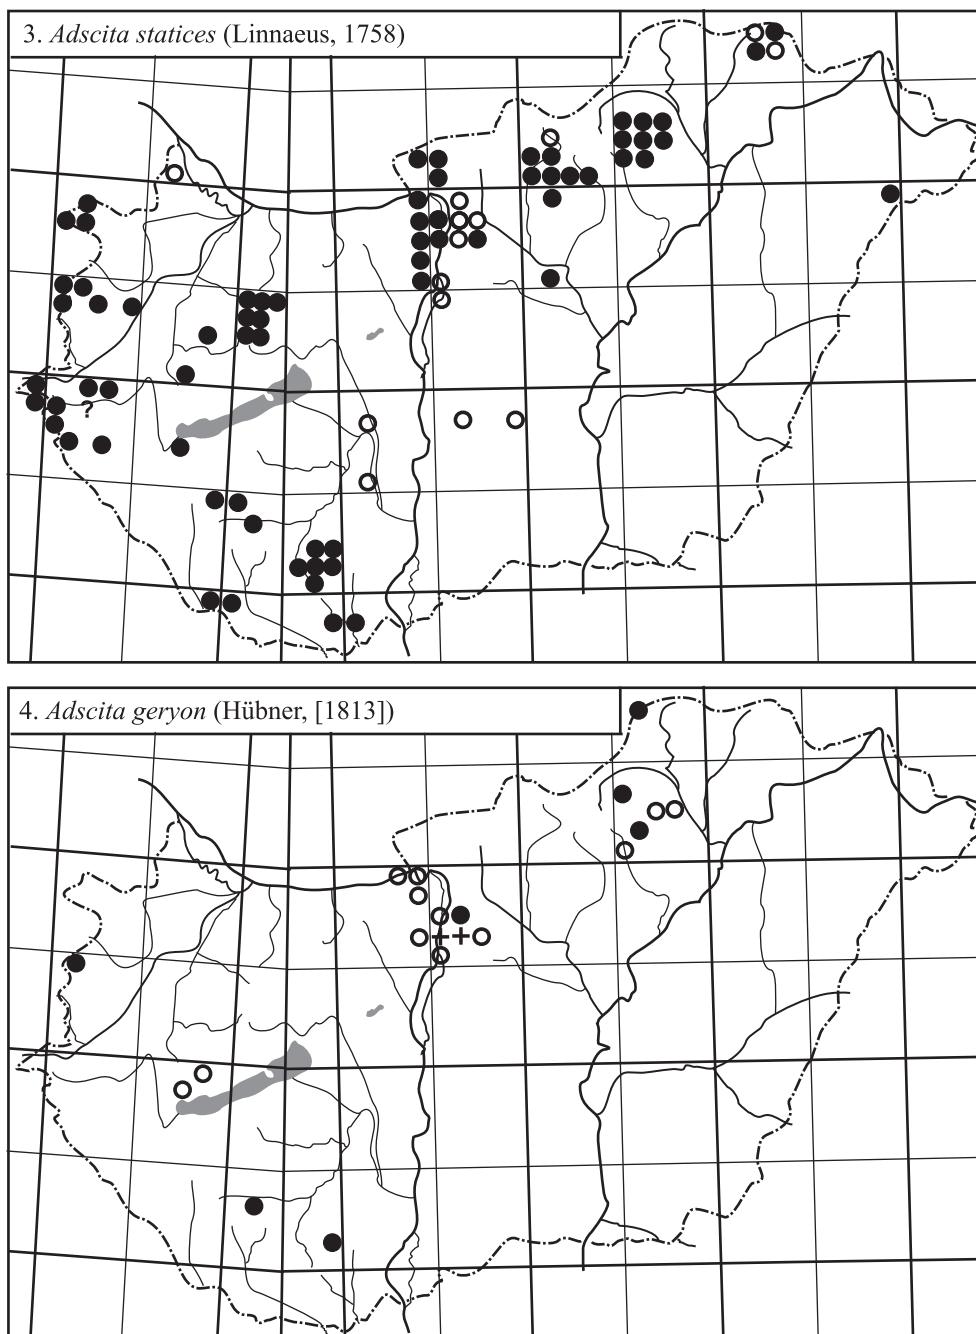 3. Adscita statices (Linnaeus, 1758)
?
4. Adscita geryon (Hübner, [1813])